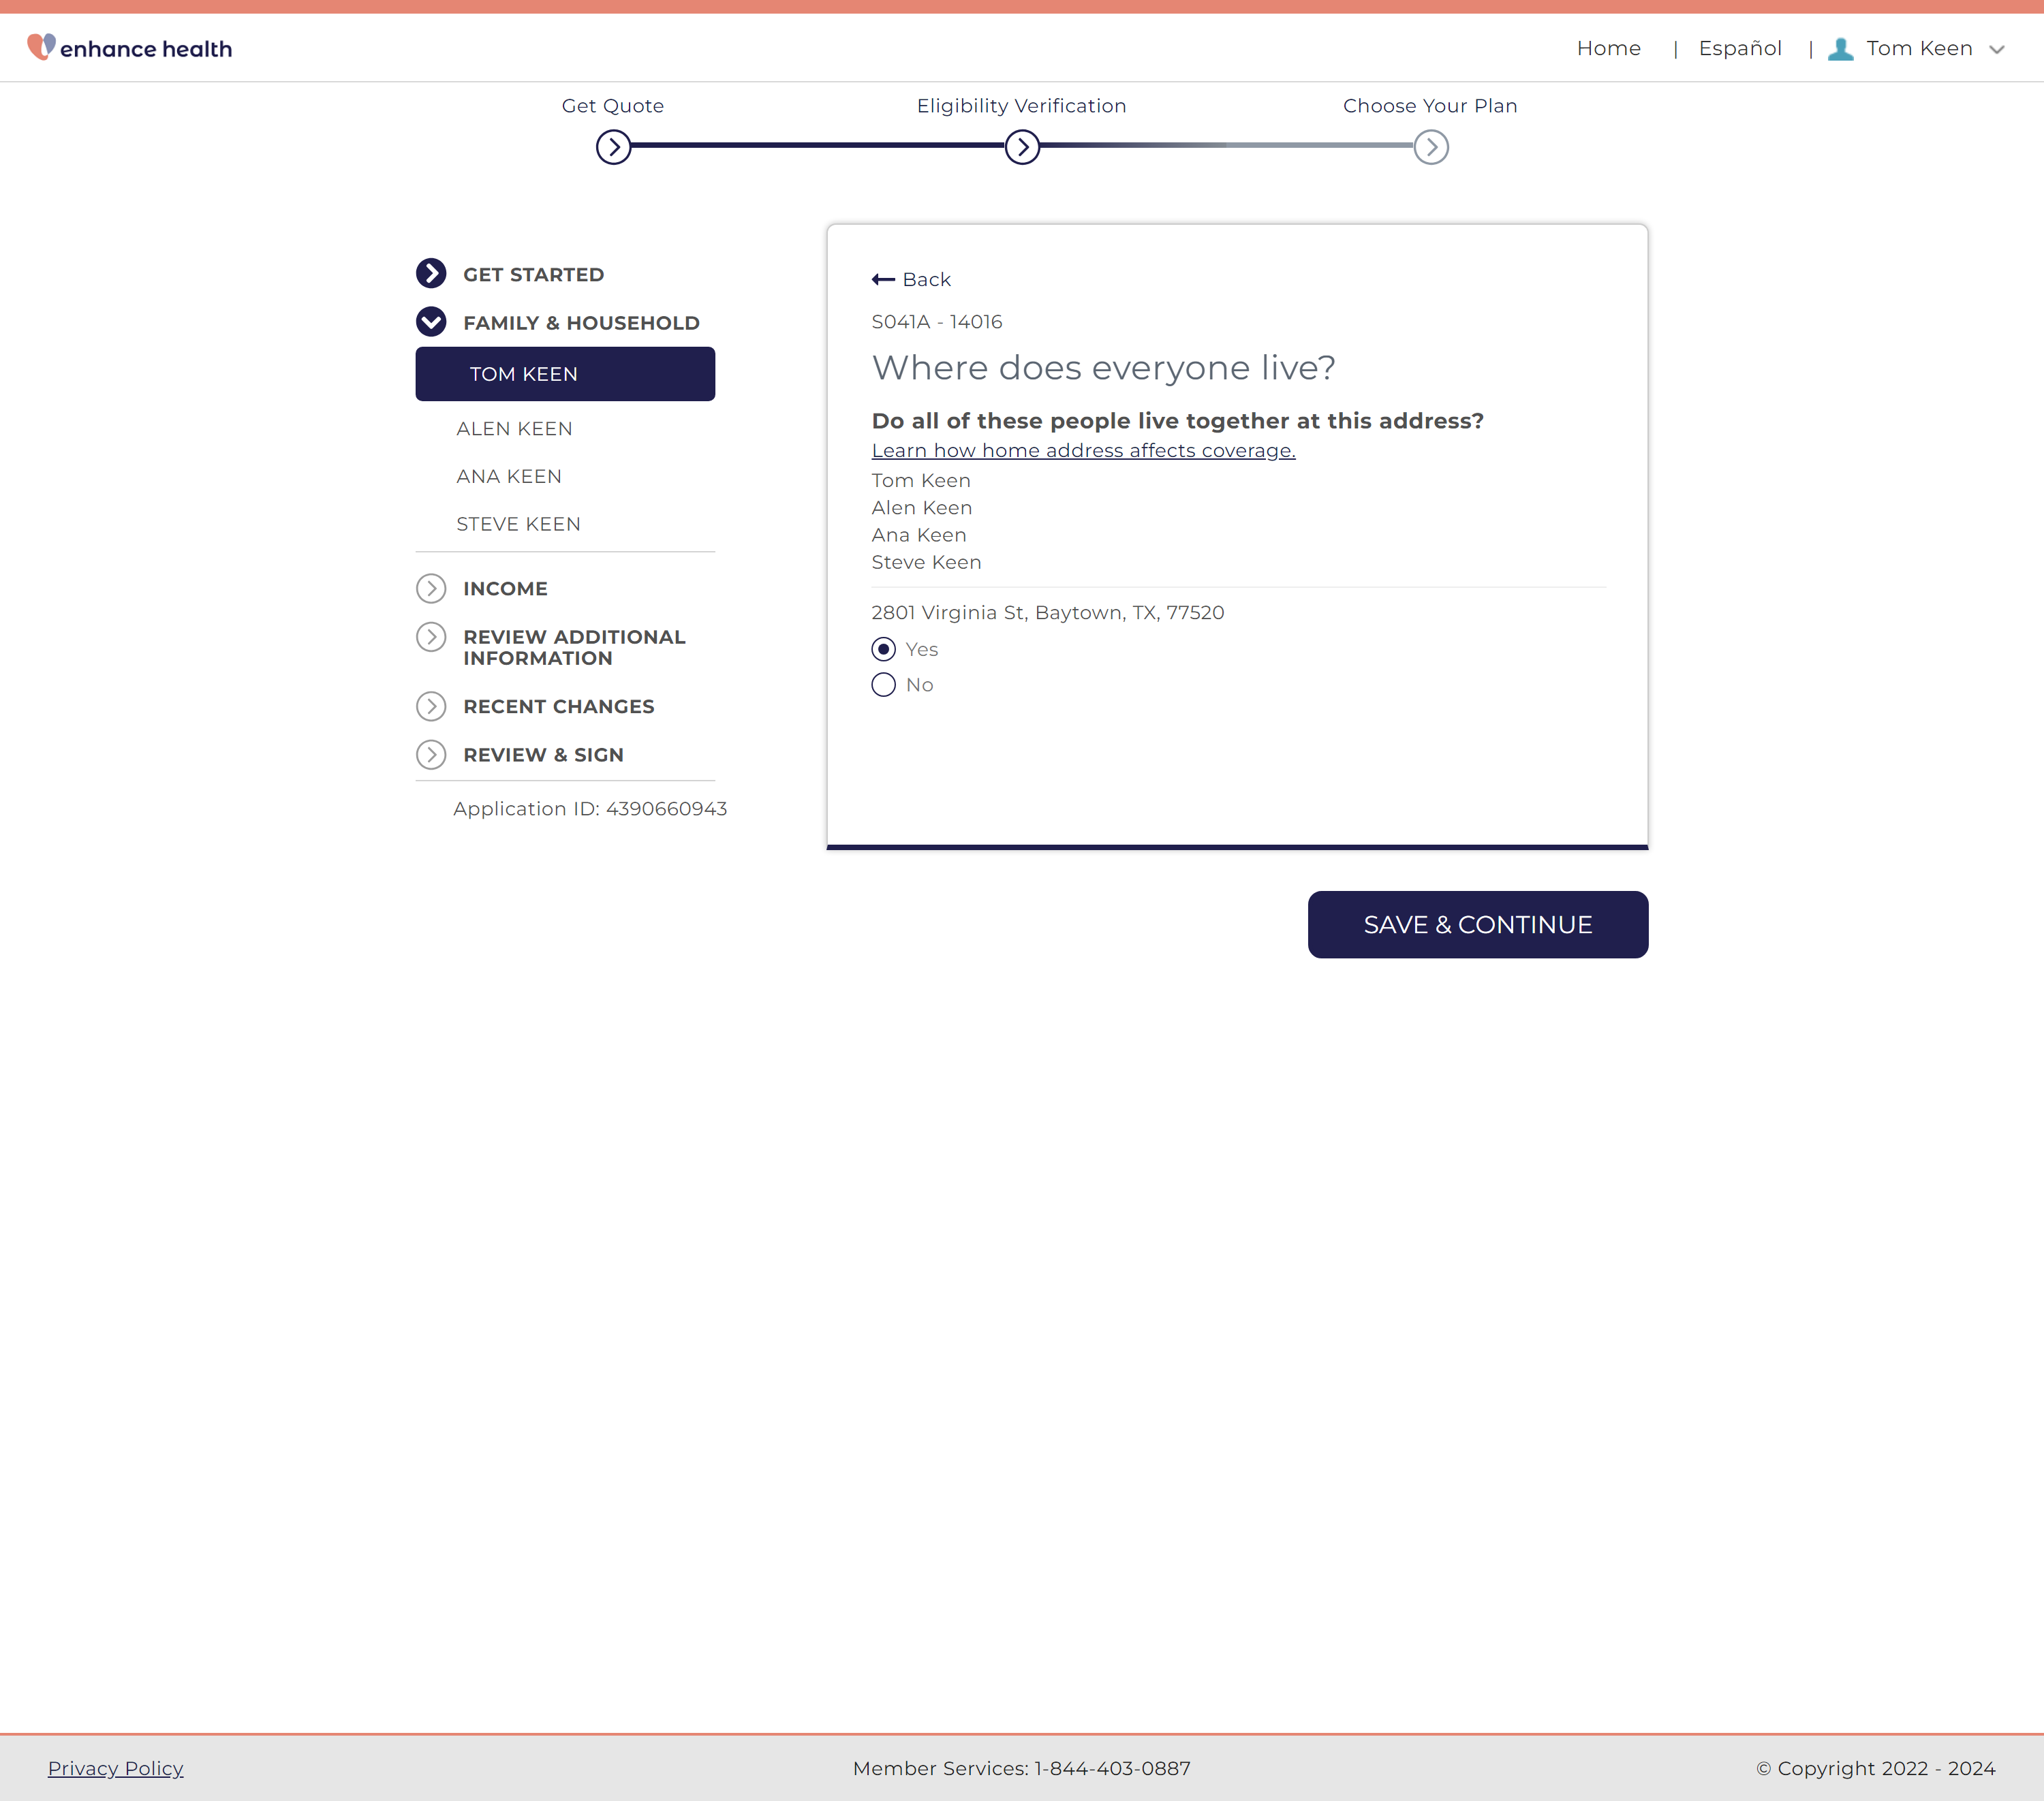 enhance health
Home | Español | Tom Keen
Get Quote
Eligibility Verification
Choose Your Plan
GET STARTED
FAMILY & HOUSEHOLD
TOM KEEN
ALEN KEEN
ANA KEEN
STEVE KEEN
INCOME
REVIEW ADDITIONAL
INFORMATION
RECENT CHANGES
REVIEW & SIGN
Application ID: 4390660943
Back
S041A - 14016
Where does everyone live?
Do all of these people live together at this address?
Learn how home address affects coverage.
Tom Keen
Alen Keen
Ana Keen
Steve Keen
2801 Virginia St, Baytown, TX, 77520
Yes
No
SAVE & CONTINUE
Privacy Policy
Member Services: 1-844-403-0887
© Copyright 2022 - 2024